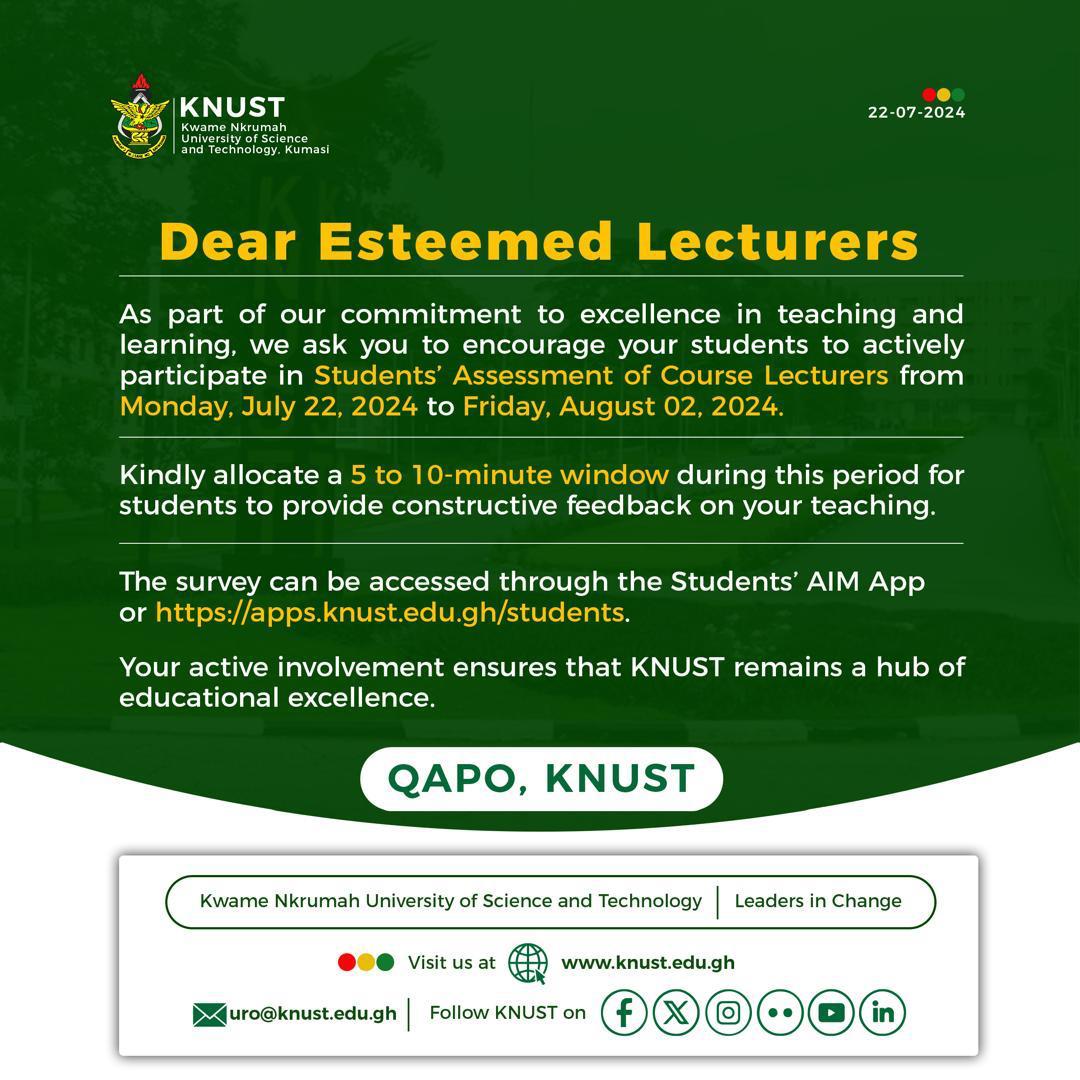 KNUST
Kwame Nkrumah
University of Science
and Technology, Kumasi
22-07-2024
Dear Esteemed Lecturers
As part of our commitment to excellence in teaching and
learning, we ask you to encourage your students to actively
participate in Students’ Assessment of Course Lecturers from
Monday, July 22, 2024 to Friday, August 02, 2024.
Kindly allocate a 5 to 10-minute window during this period for
students to provide constructive feedback on your teaching.
The survey can be accessed through the Students’ AIM App
or https://apps.knust.edu.gh/students.
Your active involvement ensures that KNUST remains a hub of
educational excellence.
QAPO, KNUST
Kwame Nkrumah University of Science and Technology | Leaders in Change
Visit us at www.knust.edu.gh
uro@knust.edu.gh | Follow KNUST on